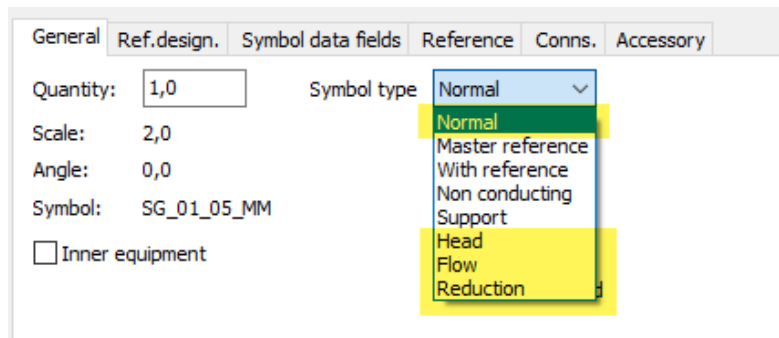 General Ref.design. Symbol data fields Reference Conns. Accessory
Quantity: 1,0 Symbol type Normal
Normal
Scale: 2,0
Master reference
With reference
Angle: 0,0
Non conducting
Symbol: SG_01_05_MM
Support
Head
Inner equipment
Flow
Reduction